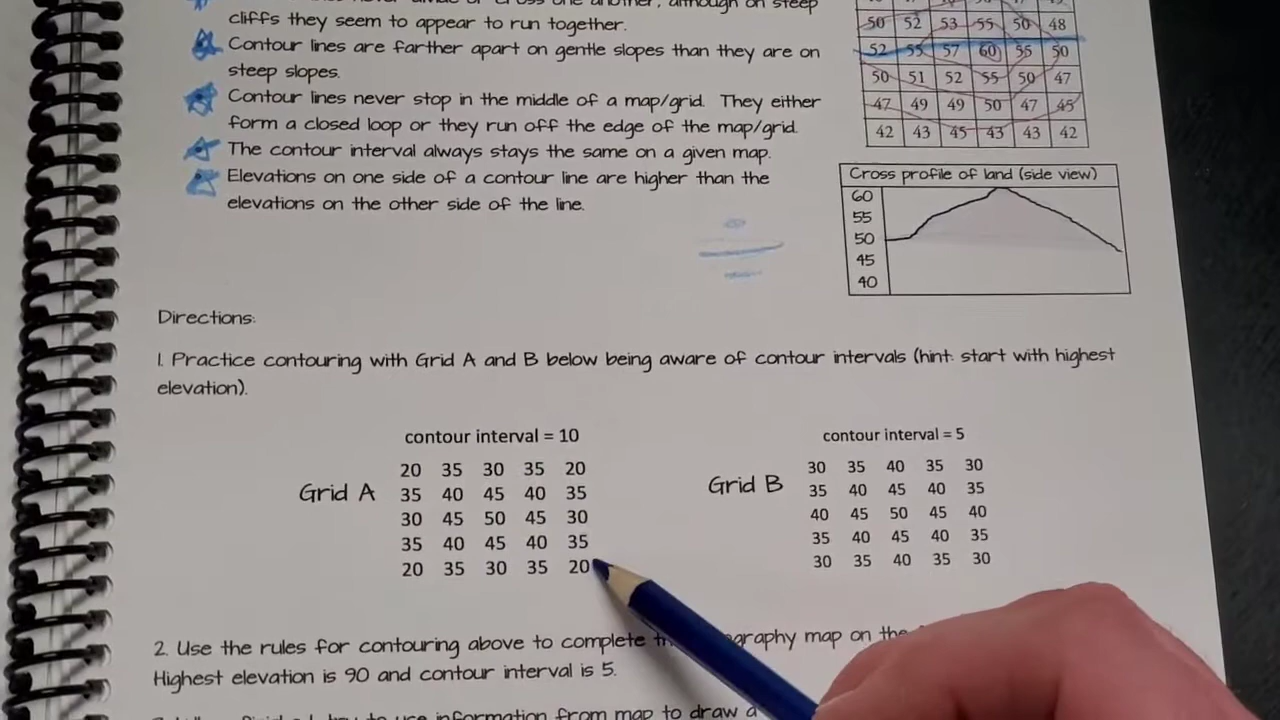 cliffs they seem to appear to run together.
Contour lines are farther apart on gentle slopes than they are on
steep slopes.
Contour lines never stop in the middle of a map/grid. They either
form a closed loop or they run off the edge of the map/grid.
The contour interval always stays the same on a given map.
Elevations on one side of a contour line are higher than the
elevations on the other side of the line.
50 52 53 55 50 48
52 55 57 60 55 50
50 51 52 55 50 47
47 49 49 50 47 45
42 43 45 43 43 42
Cross profile of land (side view)
60
55
50
45
40
Directions:
1. Practice contouring with Grid A and B below being aware of contour intervals (hint: start with highest
elevation).
contour interval = 10
Grid A
20 35 30 35 20
35 40 45 40 35
30 45 50 45 30
35 40 45 40 35
20 35 30 35 20
contour interval = 5
Grid B
30 35 40 35 30
35 40 45 40 35
40 45 50 45 40
35 40 45 40 35
30 35 40 35 30
2. Use the rules for contouring above to complete map on the
Highest elevation is 90 and contour interval is 5.
information from map to draw a